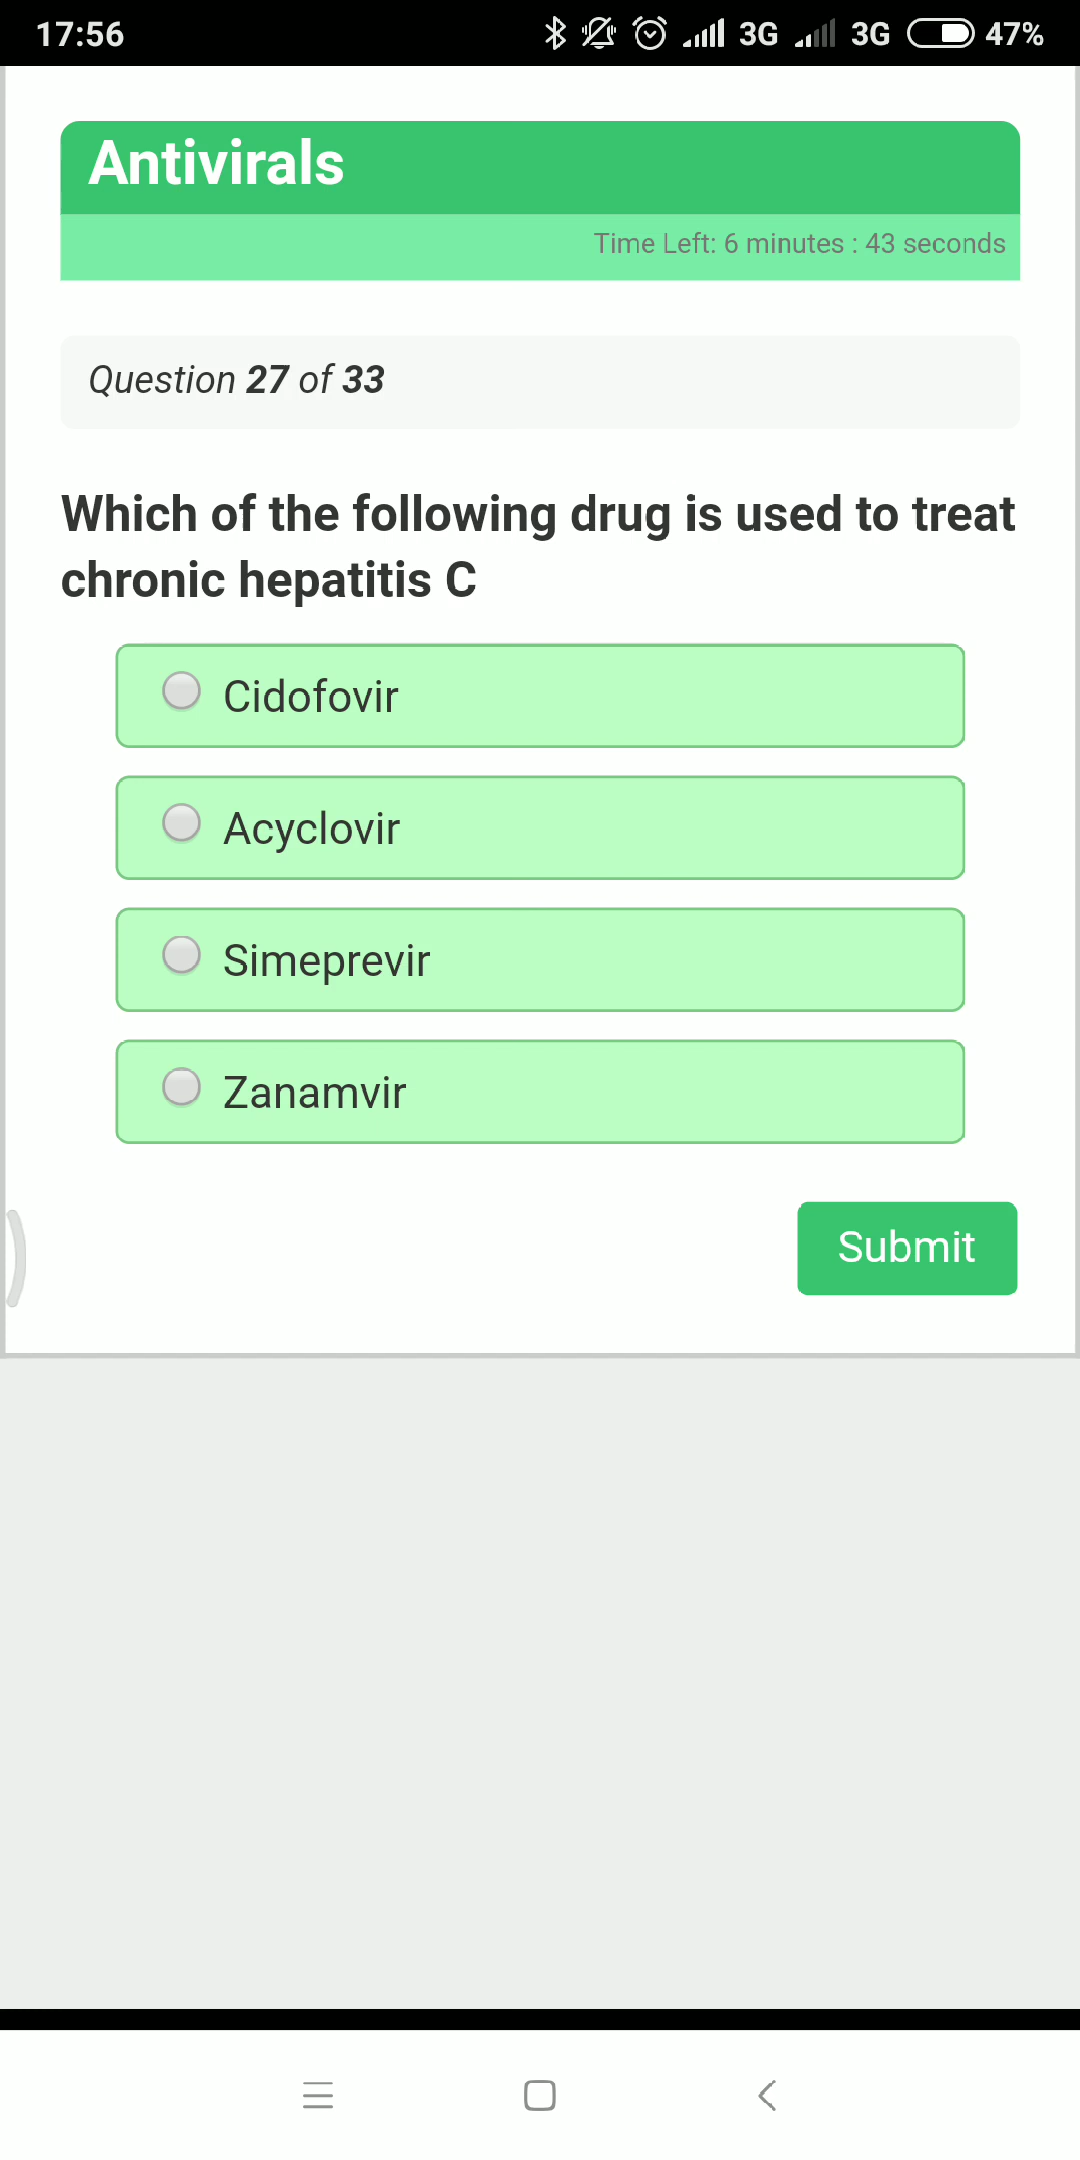 17:56 3G 3G 47%
Antivirals
Time Left: 6 minutes : 43 seconds
Question 27 of 33
Which of the following drug is used to treat
chronic hepatitis C
Cidofovir
Acyclovir
Simeprevir
Zanamvir
Submit